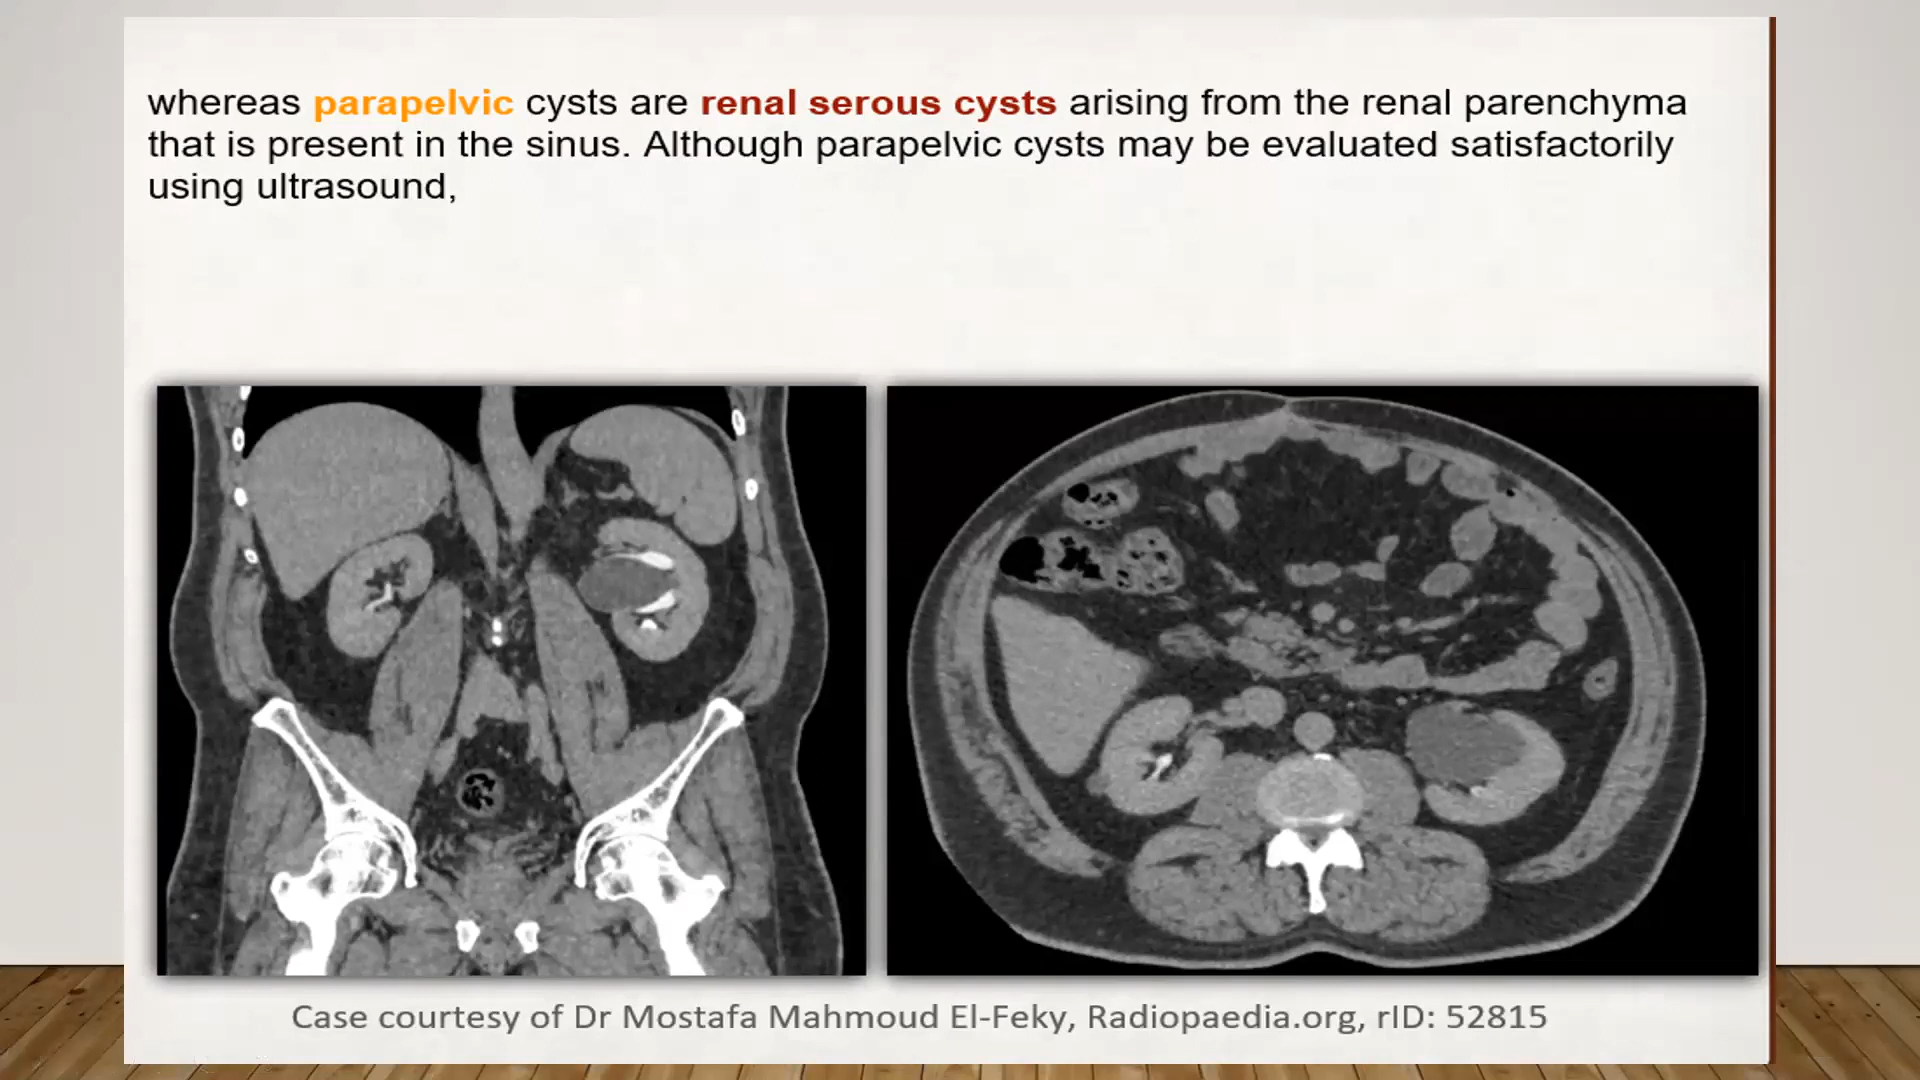 whereas parapelvic cysts are renal serous cysts arising from the renal parenchyma
that is present in the sinus. Although parapelvic cysts may be evaluated satisfactorily
using ultrasound,
Case courtesy of Dr Mostafa Mahmoud El-Feky, Radiopaedia.org, rID: 52815